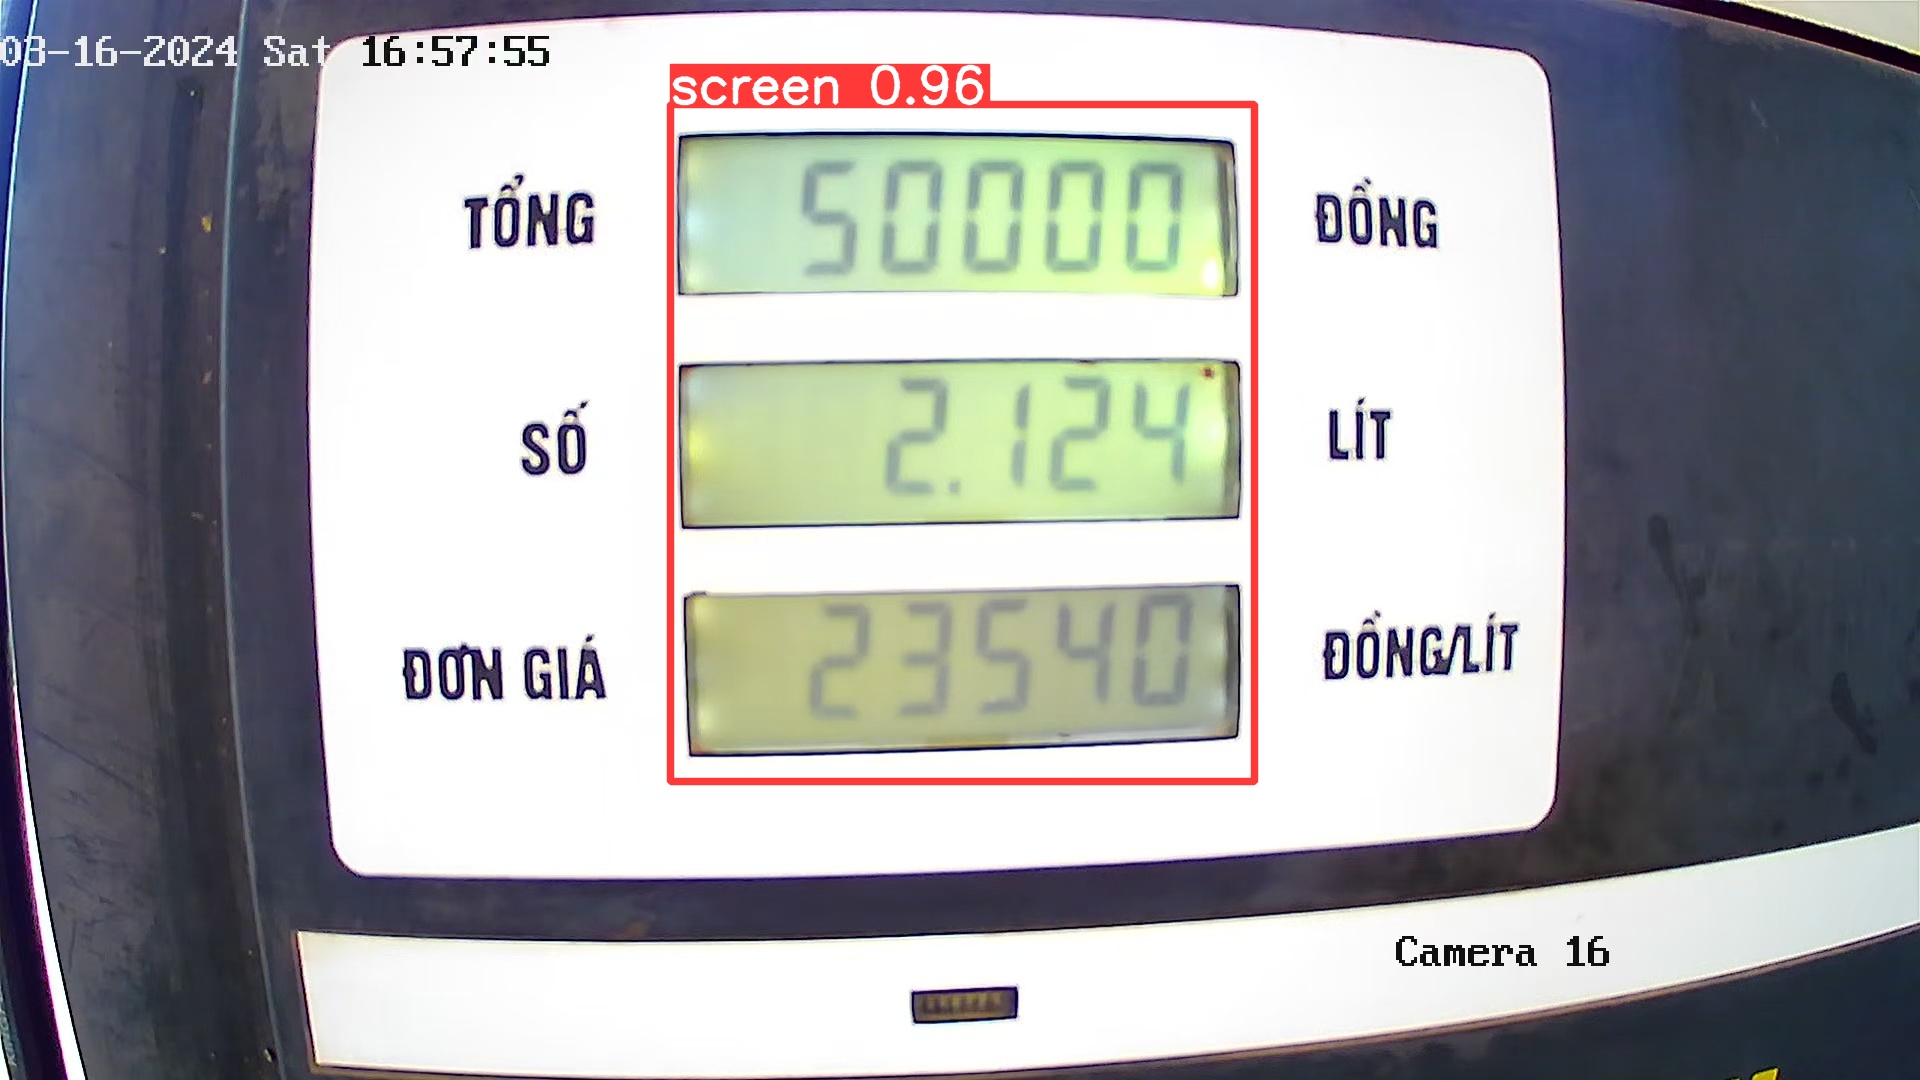 03-16-2024 Sat 16:57:55
screen 0.96
TỔNG 50000 ĐỒNG
SỐ 2.124 LÍT
ĐƠN GIÁ 23540 ĐỒNG/LÍT
Camera 16